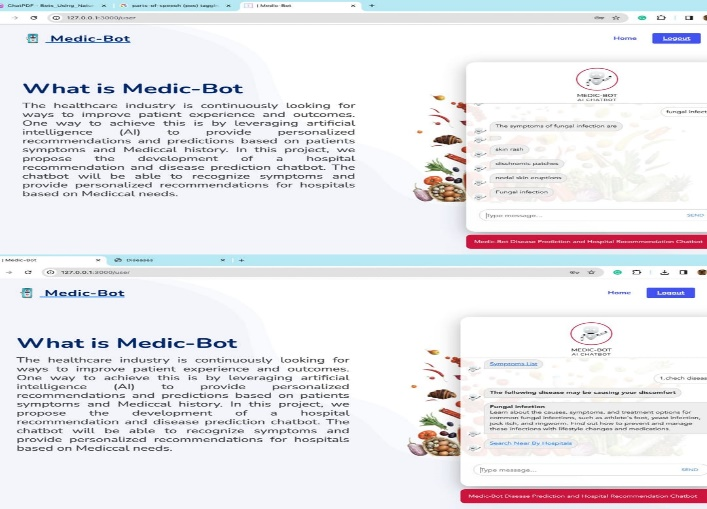 ChatPDF - Bots_Using_Natu
parts-of-speech (pos) taggi
| Medic-Bot
127.0.0.1:3000/user
Medic-Bot
Home
Logout
What is Medic-Bot
The healthcare industry is continuously looking for
ways to improve patient experience and outcomes.
One way to achieve this is by leveraging artificial
intelligence (AI) to provide personalized
recommendations and predictions based on patients
symptoms and Mediccal history. In this project, we
propose the development of a hospital
recommendation and disease prediction chatbot. The
chatbot will be able to recognize symptoms and
provide personalized recommendations for hospitals
based on Mediccal needs.
MEDIC-BOT
AI CHATBOT
fungal infect
The symptoms of fungal infection are
skin rash
dischromic patches
nodal skin eruptions
Fungal infection
Type message...
SEND
Medic-Bot Disease Prediction and Hospital Recommendation Chatbot
| Medic-Bot
Diseases
127.0.0.1:3000/user
Medic-Bot
Home
Logout
What is Medic-Bot
The healthcare industry is continuously looking for
ways to improve patient experience and outcomes.
One way to achieve this is by leveraging artificial
intelligence (AI) to provide personalized
recommendations and predictions based on patients
symptoms and Mediccal history. In this project, we
propose the development of a hospital
recommendation and disease prediction chatbot. The
chatbot will be able to recognize symptoms and
provide personalized recommendations for hospitals
based on Mediccal needs.
MEDIC-BOT
AI CHATBOT
Symptoms List
1.chech diseas
The following disease may be causing your discomfort
Fungal infection
Learn about the causes, symptoms, and treatment options for
common fungal infections, such as athlete's foot, yeast infection,
jock itch, and ringworm. Find out how to prevent and manage
these infections with lifestyle changes and medications.
Search Near By Hospitals
Type message...
SEND
Medic-Bot Disease Prediction and Hospital Recommendation Chatbot